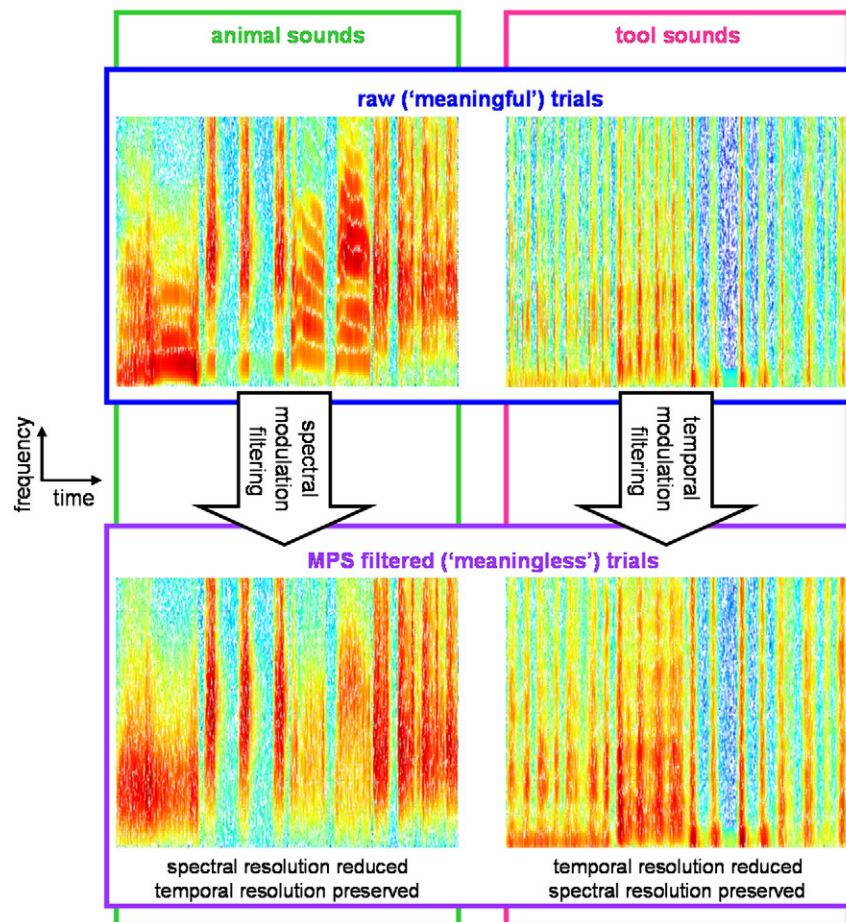 animal sounds
tool sounds
raw (‘meaningful’) trials
frequency
time
spectral
modulation
filtering
temporal
modulation
filtering
MPS filtered (‘meaningless’) trials
spectral resolution reduced
temporal resolution preserved
temporal resolution reduced
spectral resolution preserved